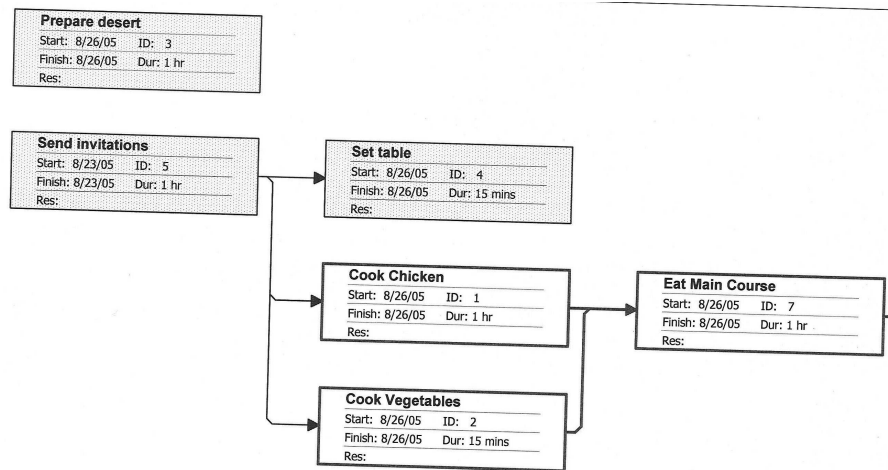 Prepare desert
Start: 8/26/05 ID: 3
Finish: 8/26/05 Dur: 1 hr
Res:
Send invitations
Start: 8/23/05 ID: 5
Finish: 8/23/05 Dur: 1 hr
Res:
Set table
Start: 8/26/05 ID: 4
Finish: 8/26/05 Dur: 15 mins
Res:
Cook Chicken
Start: 8/26/05 ID: 1
Finish: 8/26/05 Dur: 1 hr
Res:
Eat Main Course
Start: 8/26/05 ID: 7
Finish: 8/26/05 Dur: 1 hr
Res:
Cook Vegetables
Start: 8/26/05 ID: 2
Finish: 8/26/05 Dur: 15 mins
Res: